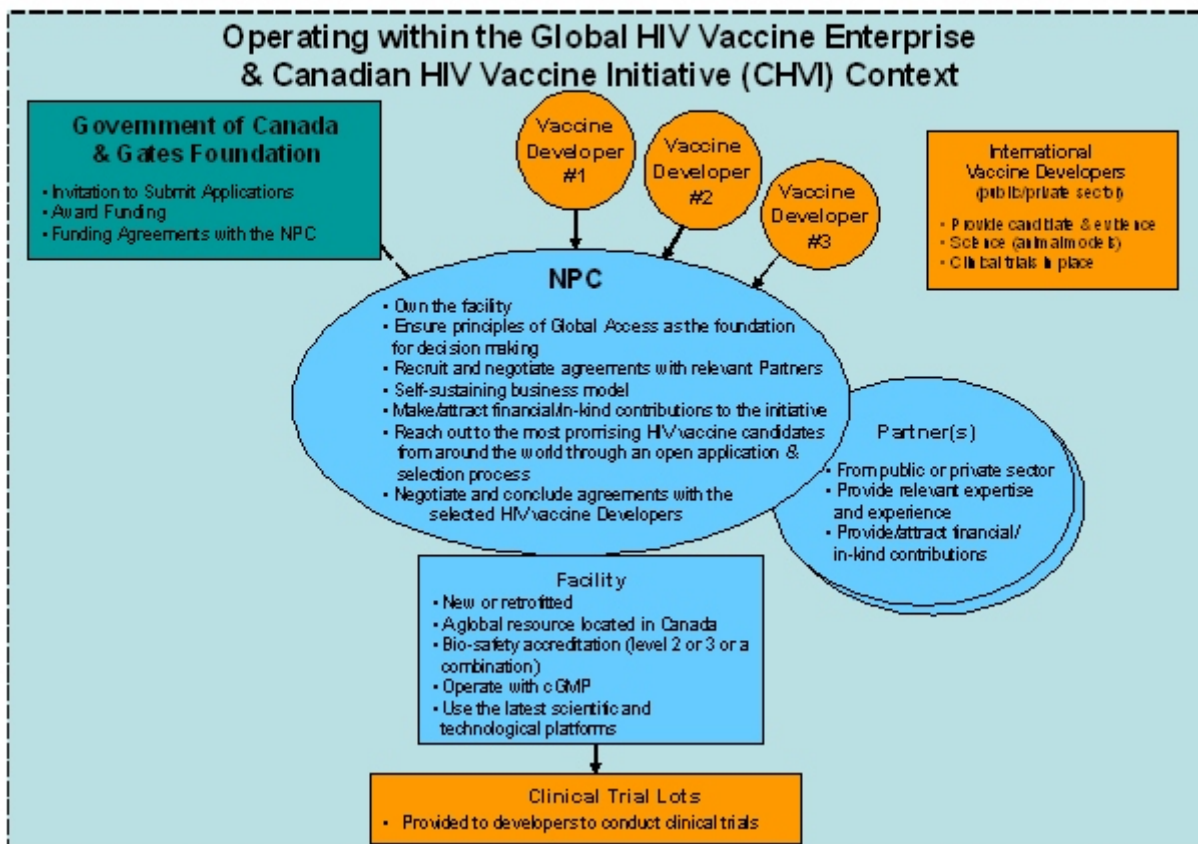 Operating within the Global HIV Vaccine Enterprise
& Canadian HIV Vaccine Initiative (CHVI) Context
Government of Canada
& Gates Foundation
• Invitation to Submit Applications
• Award Funding
• Funding Agreements with the NPC
Vaccine
Developer
#1
Vaccine
Developer
#2
Vaccine
Developer
#3
International
Vaccine Developers
(public/private sector)
• Provide candidate & evidence
• Science (animal models)
• Clinical trials in place
NPC
• Own the facility
• Ensure principles of Global Access as the foundation
for decision making
• Recruit and negotiate agreements with relevant Partners
• Self-sustaining business model
• Make/attract financial/in-kind contributions to the initiative
• Reach out to the most promising HIV vaccine candidates
from around the world through an open application &
selection process
• Negotiate and conclude agreements with the
selected HIV vaccine Developers
Partner(s)
• From public or private sector
• Provide relevant expertise
and experience
• Provide/attract financial/
in-kind contributions
Facility
• New or retrofitted
• A global resource located in Canada
• Bio-safety accreditation (level 2 or 3 or a
combination)
• Operate with cGMP
• Use the latest scientific and
technological platforms
Clinical Trial Lots
• Provided to developers to conduct clinical trials